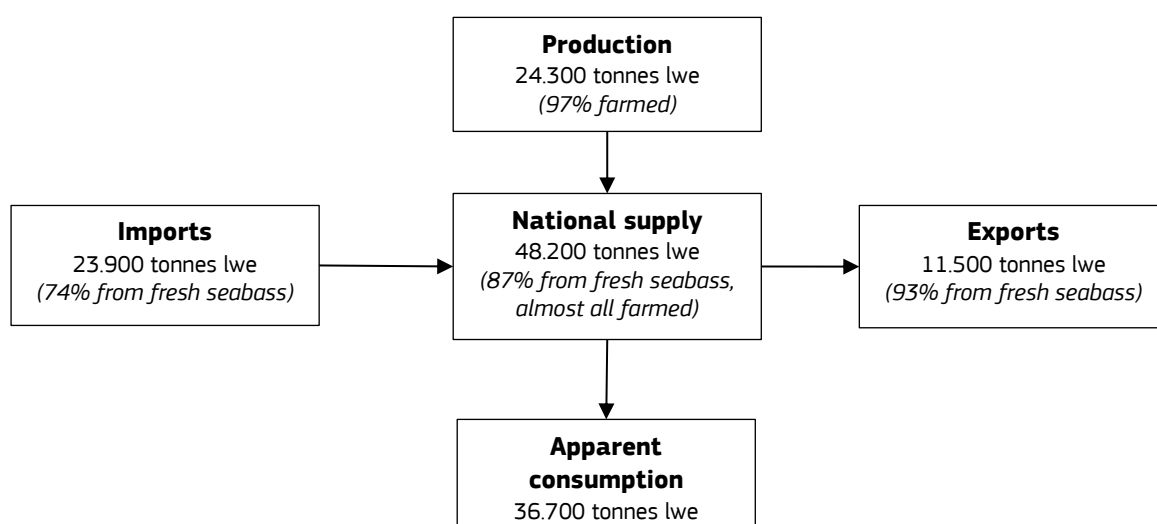 Production
24.300 tonnes lwe
(97% farmed)
Imports
23.900 tonnes lwe
(74% from fresh seabass)
National supply
48.200 tonnes lwe
(87% from fresh seabass,
almost all farmed)
Exports
11.500 tonnes lwe
(93% from fresh seabass)
Apparent
consumption
36.700 tonnes lwe